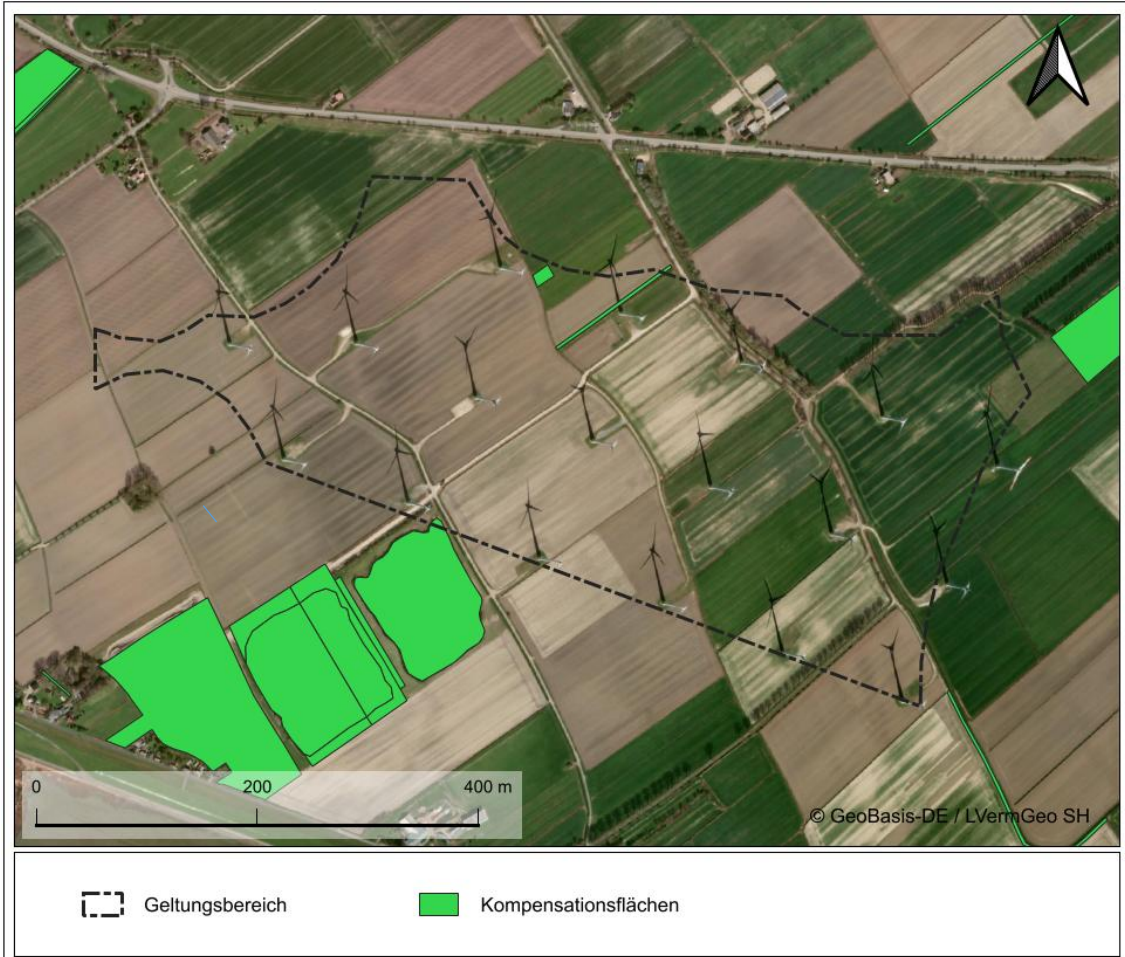 0 200 400 m
© GeoBasis-DE / LVermGeo SH
Geltungsbereich
Kompensationsflächen